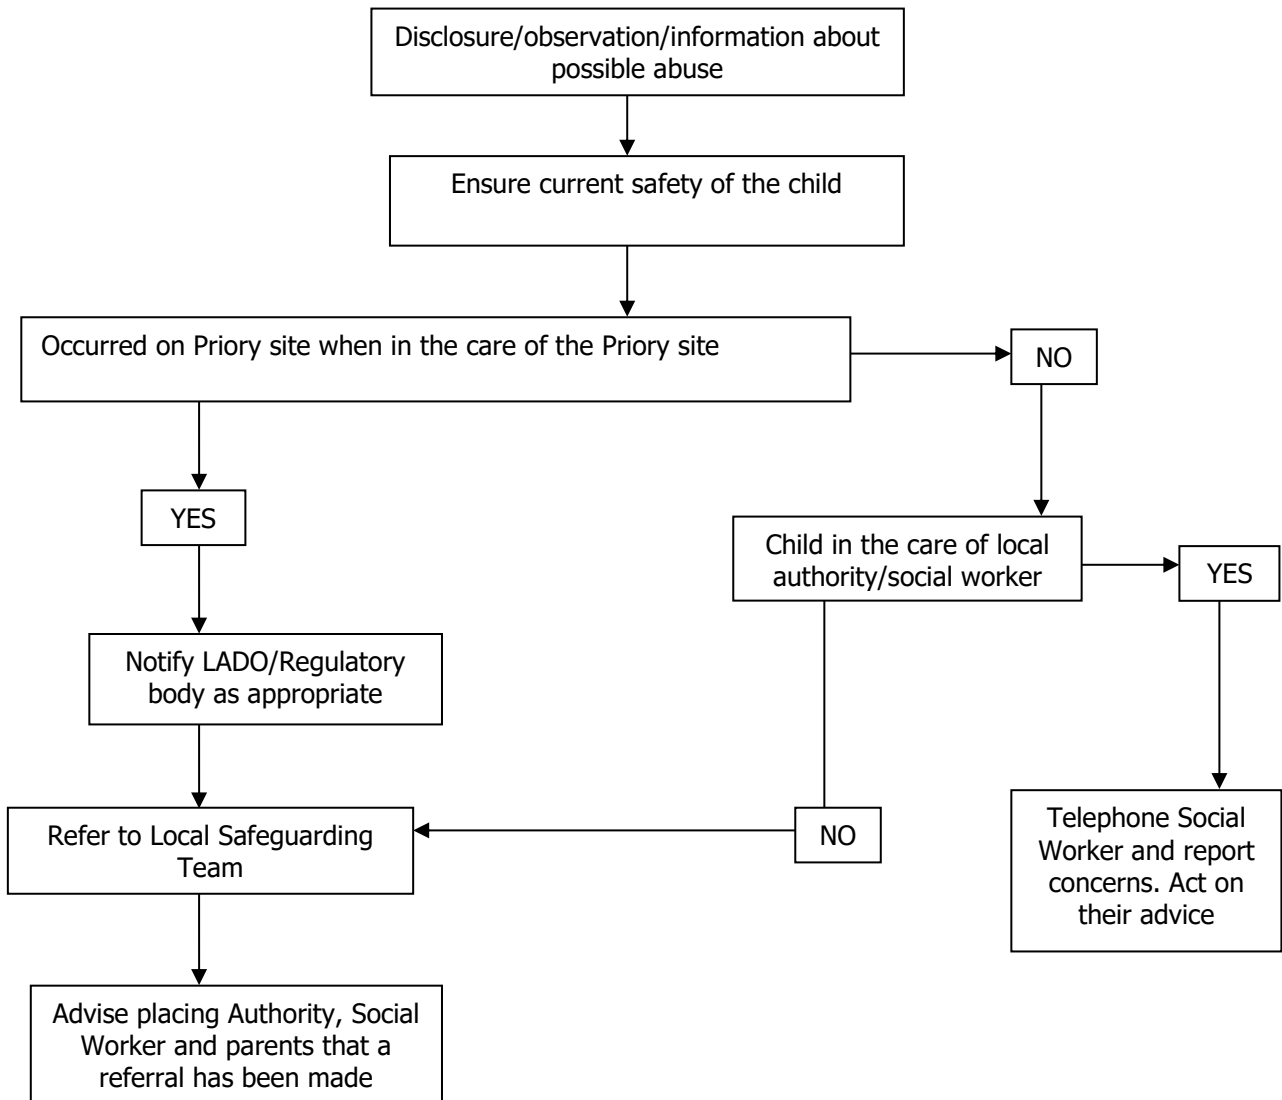 Disclosure/observation/information about
possible abuse
Ensure current safety of the child
Occurred on Priory site when in the care of the Priory site
NO
YES
Child in the care of local
authority/social worker
YES
Notify LADO/Regulatory
body as appropriate
Refer to Local Safeguarding
Team
NO
Telephone Social
Worker and report
concerns. Act on
their advice
Advise placing Authority, Social
Worker and parents that a
referral has been made